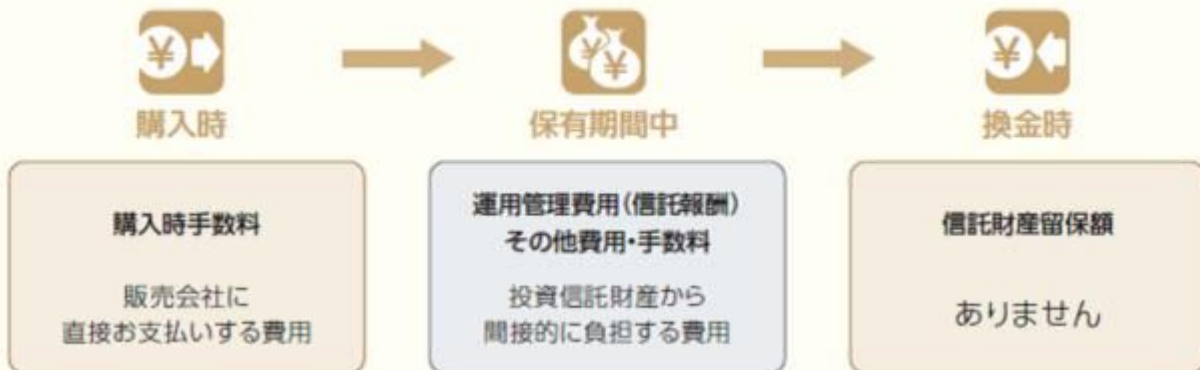 購入時
保有期間中
換金時
購入時手数料
販売会社に
直接お支払いする費用
運用管理費用(信託報酬)
その他費用・手数料
投資信託財産から
間接的に負担する費用
信託財産留保額
ありません